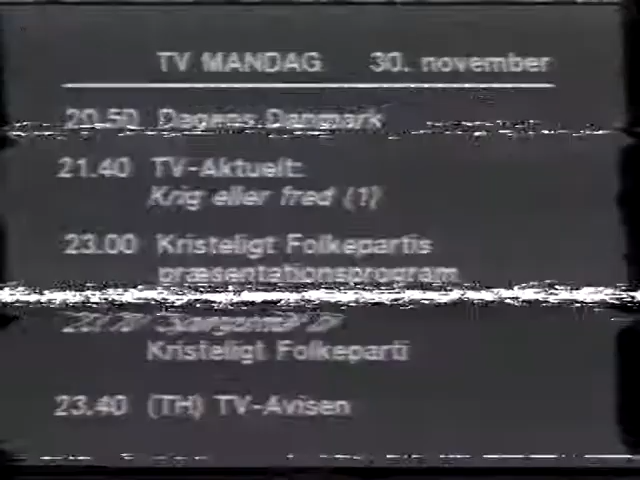 TV MANDAG 30. november
20.50 Dagens Danmark
21.40 TV-Aktuelt:
Krig eller fred (1)
23.00 Kristeligt Folkepartis
præsentationsprogram
Kristeligt Folkeparti
23.40 (TH) TV-Avisen